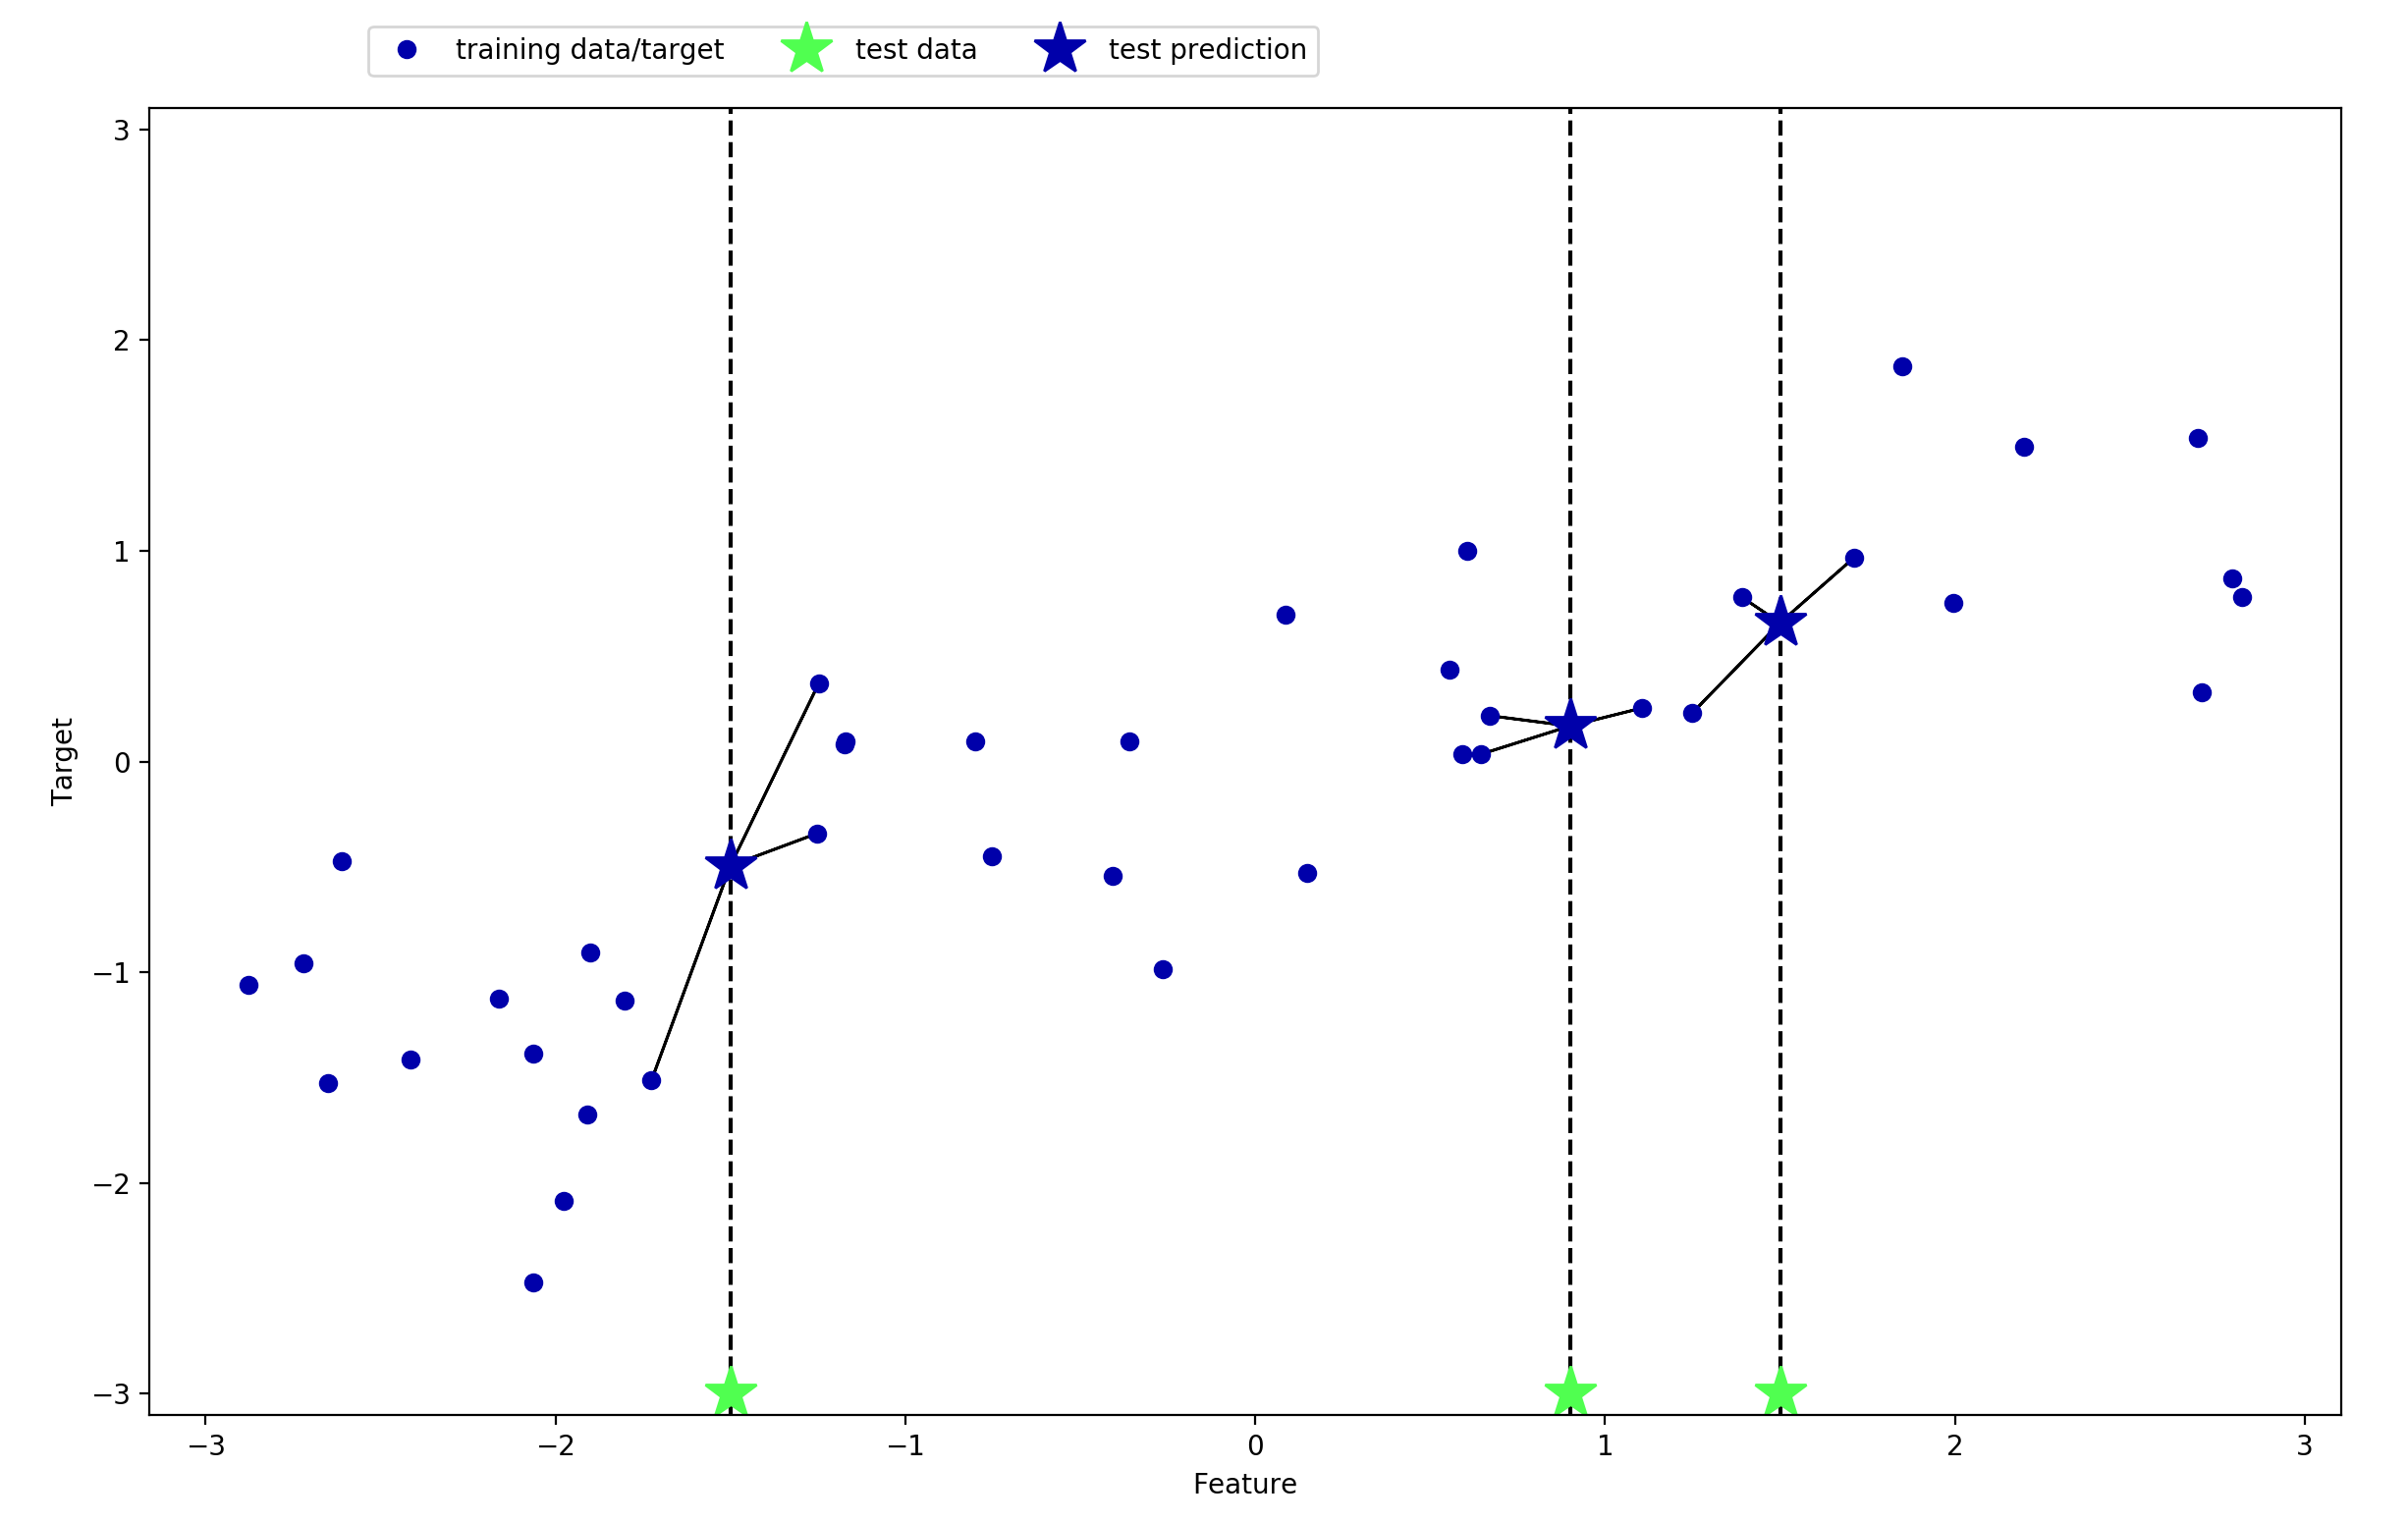 training data/target test data test prediction
3
2
1
0
−1
−2
−3
Target
−3 −2 −1 0 1 2 3
Feature